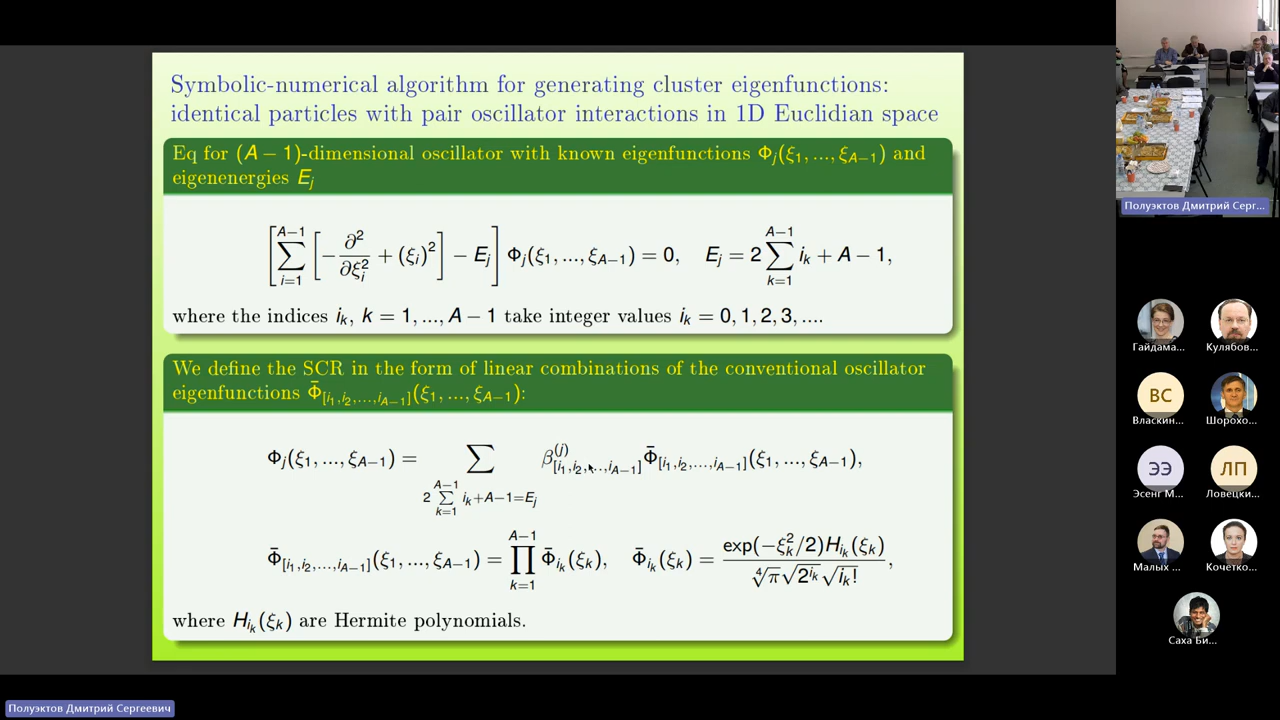 Symbolic-numerical algorithm for generating cluster eigenfunctions:
identical particles with pair oscillator interactions in 1D Euclidian space
Eq for (A − 1)-dimensional oscillator with known eigenfunctions Φ_j(ξ_1, ..., ξ_{A−1}) and
eigenenergies E_j
[∑_{i=1}^{A−1} [−∂²/∂ξ_i² + (ξ_i)²] − E_j] Φ_j(ξ_1, ..., ξ_{A−1}) = 0, E_j = 2∑_{k=1}^{A−1} i_k + A − 1,
where the indices i_k, k = 1, ..., A − 1 take integer values i_k = 0, 1, 2, 3, ....
We define the SCR in the form of linear combinations of the conventional oscillator
eigenfunctions Φ̄_{[i_1,i_2,...,i_{A−1}]}(ξ_1, ..., ξ_{A−1}):
Φ_j(ξ_1, ..., ξ_{A−1}) = ∑_{2∑_{k=1}^{A−1} i_k+A−1=E_j} β^{(j)}_{[i_1,i_2,...,i_{A−1}]} Φ̄_{[i_1,i_2,...,i_{A−1}]}(ξ_1, ..., ξ_{A−1}),
Φ̄_{[i_1,i_2,...,i_{A−1}]}(ξ_1, ..., ξ_{A−1}) = ∏_{k=1}^{A−1} Φ̄_{i_k}(ξ_k), Φ̄_{i_k}(ξ_k) = exp(−ξ_k²/2)H_{i_k}(ξ_k) / ∜π√2^{i_k}√i_k!,
where H_{i_k}(ξ_k) are Hermite polynomials.
Полуэктов Дмитрий Серг...
Гайдама...
Кулябов...
ВС
Власкин...
Шорохо...
ЭЭ
Эсенг М...
ЛП
Ловецки...
Малых ...
Кочетко...
Саха Би...
Полуэктов Дмитрий Сергеевич